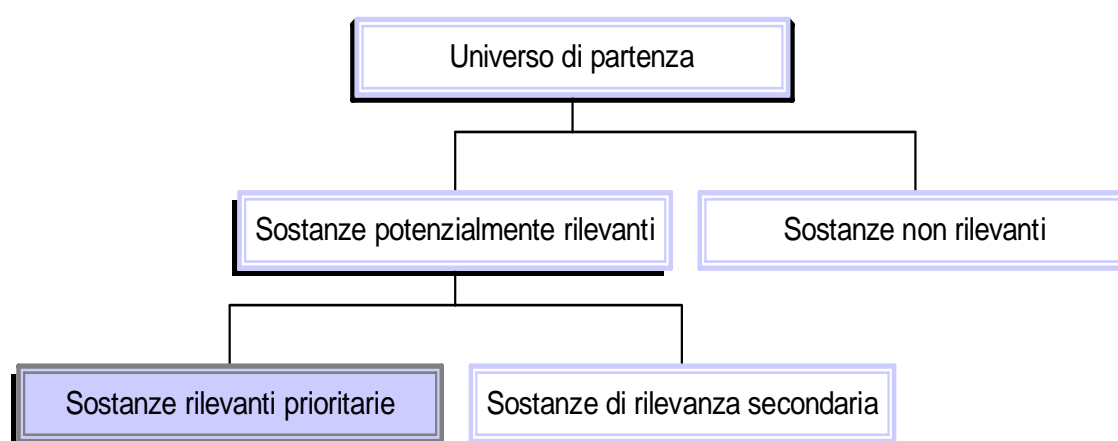 Universo di partenza
Sostanze potenzialmente rilevanti
Sostanze non rilevanti
Sostanze rilevanti prioritarie
Sostanze di rilevanza secondaria